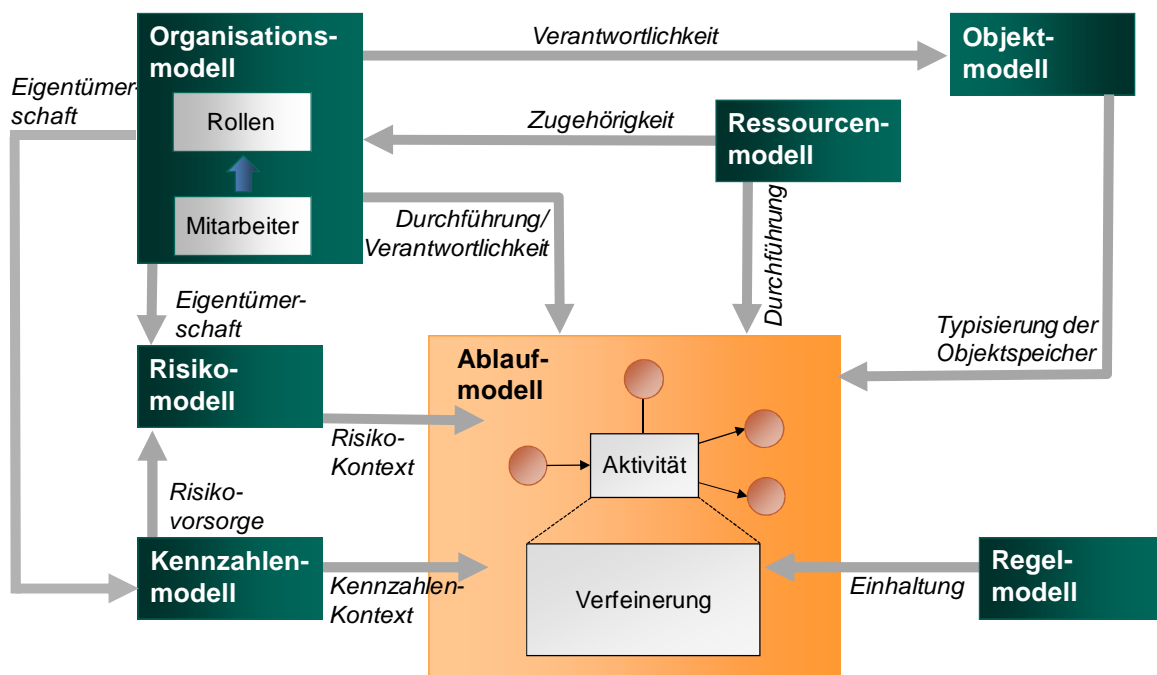 Organisations-
modell
Rollen
Mitarbeiter
Verantwortlichkeit
Objekt-
modell
Eigentümer-
schaft
Zugehörigkeit
Ressourcen-
modell
Durchführung/
Verantwortlichkeit
Durchführung
Eigentümer-
schaft
Typisierung der
Objektspeicher
Risiko-
modell
Ablauf-
modell
Risiko-
Kontext
Aktivität
Risiko-
vorsorge
Kennzahlen-
modell
Kennzahlen-
Kontext
Verfeinerung
Einhaltung
Regel-
modell